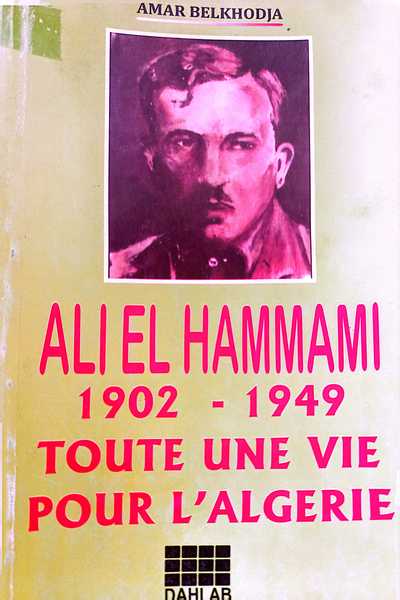 AMAR BELKHODJA
ALI EL HAMMAMI
1902 - 1949
TOUTE UNE VIE
POUR L'ALGERIE
DAHLAB